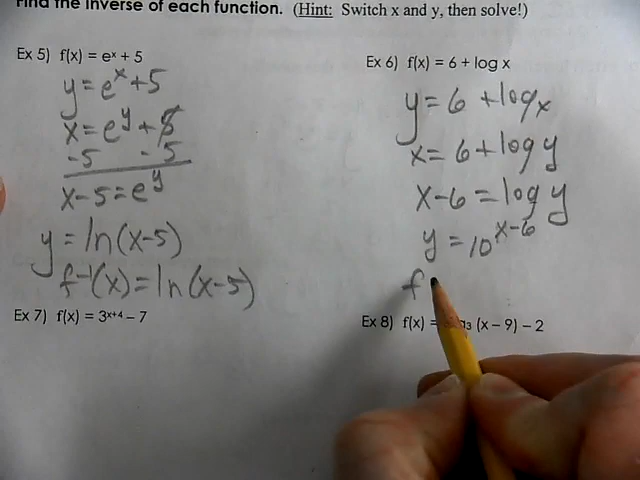 Find the inverse of each function. (Hint: Switch x and y, then solve!)
Ex 5) f(x) = eˣ + 5
y = eˣ + 5
x = eʸ + 5
-5 - 5
x - 5 = eʸ
y = ln(x-5)
f⁻¹(x) = ln(x-5)
Ex 6) f(x) = 6 + log x
y = 6 + log x
x = 6 + log y
x - 6 = log y
y = 10ˣ⁻⁶
f
Ex 7) f(x) = 3ˣ⁺⁴ – 7
Ex 8) f(x) = ₃ (x – 9) – 2